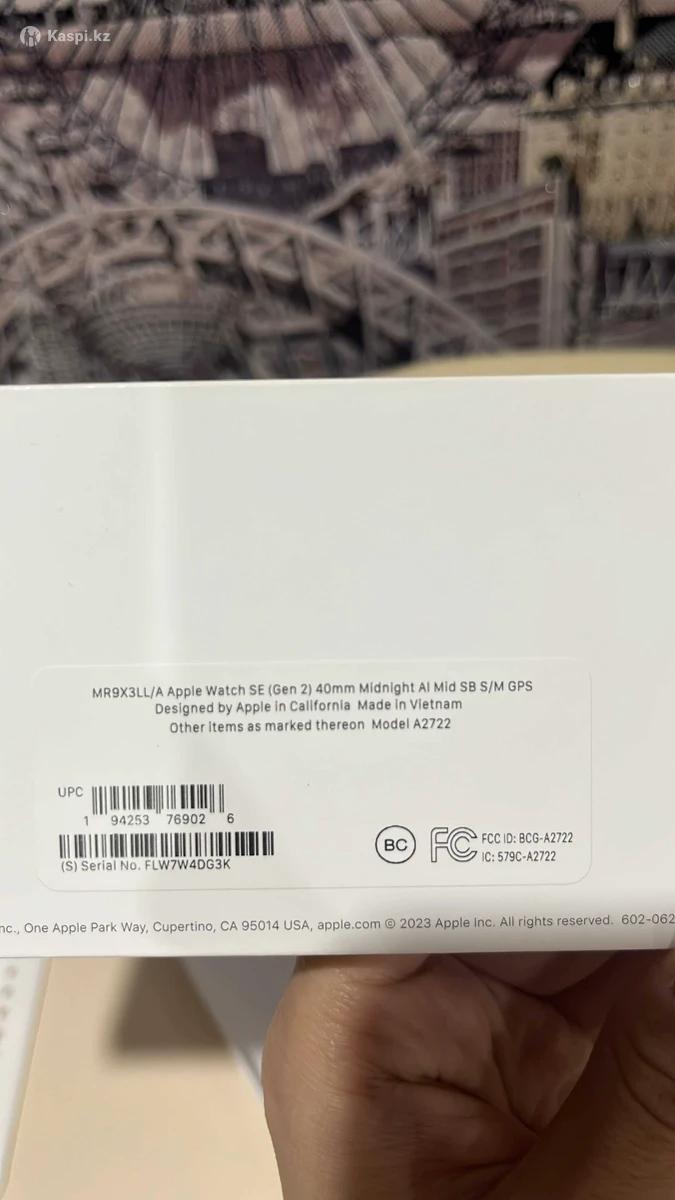 Kaspi.kz
MR9X3LL/A Apple Watch SE (Gen 2) 40mm Midnight Al Mid SB S/M GPS
Designed by Apple in California Made in Vietnam
Other items as marked thereon Model A2722
UPC
1 94253 76902 6
(S) Serial No. FLW7W4DG3K
BC
FC
FCC ID: BCG-A2722
IC: 579C-A2722
nc., One Apple Park Way, Cupertino, CA 95014 USA, apple.com © 2023 Apple Inc. All rights reserved. 602-062